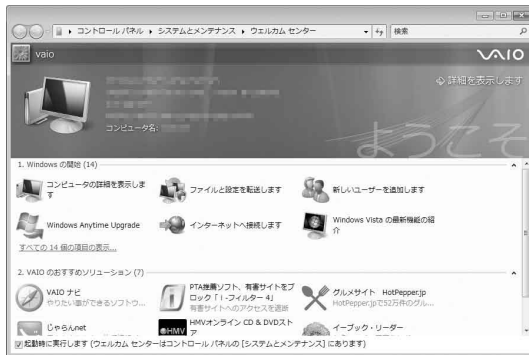 コントロール パネル ▸ システムとメンテナンス ▸ ウェルカム センター
検索
vaio
VAIO
詳細を表示します
コンピュータ名:
ようこそ
1. Windows の開始 (14)
コンピュータの詳細を表示しま
す
ファイルと設定を転送します
新しいユーザーを追加します
Windows Anytime Upgrade
インターネットへ接続します
Windows Vista の最新機能の紹
介
すべての 14 個の項目の表示...
2. VAIO のおすすめソリューション (7)
VAIO ナビ
やりたい事ができるソフトウ...
PTA推薦ソフト、有害サイトをブ
ロック「i -フィルター 4」
有害サイトへのアクセスを遮断
グルメサイト HotPepper.jp
HotPepper.jpで52万件のグル...
じゃらんnet
HMV
HMVオンライン CD & DVDスト
ア
イーブック・リーダー
起動時に実行します (ウェルカム センターはコントロール パネルの [システムとメンテナンス] にあります)